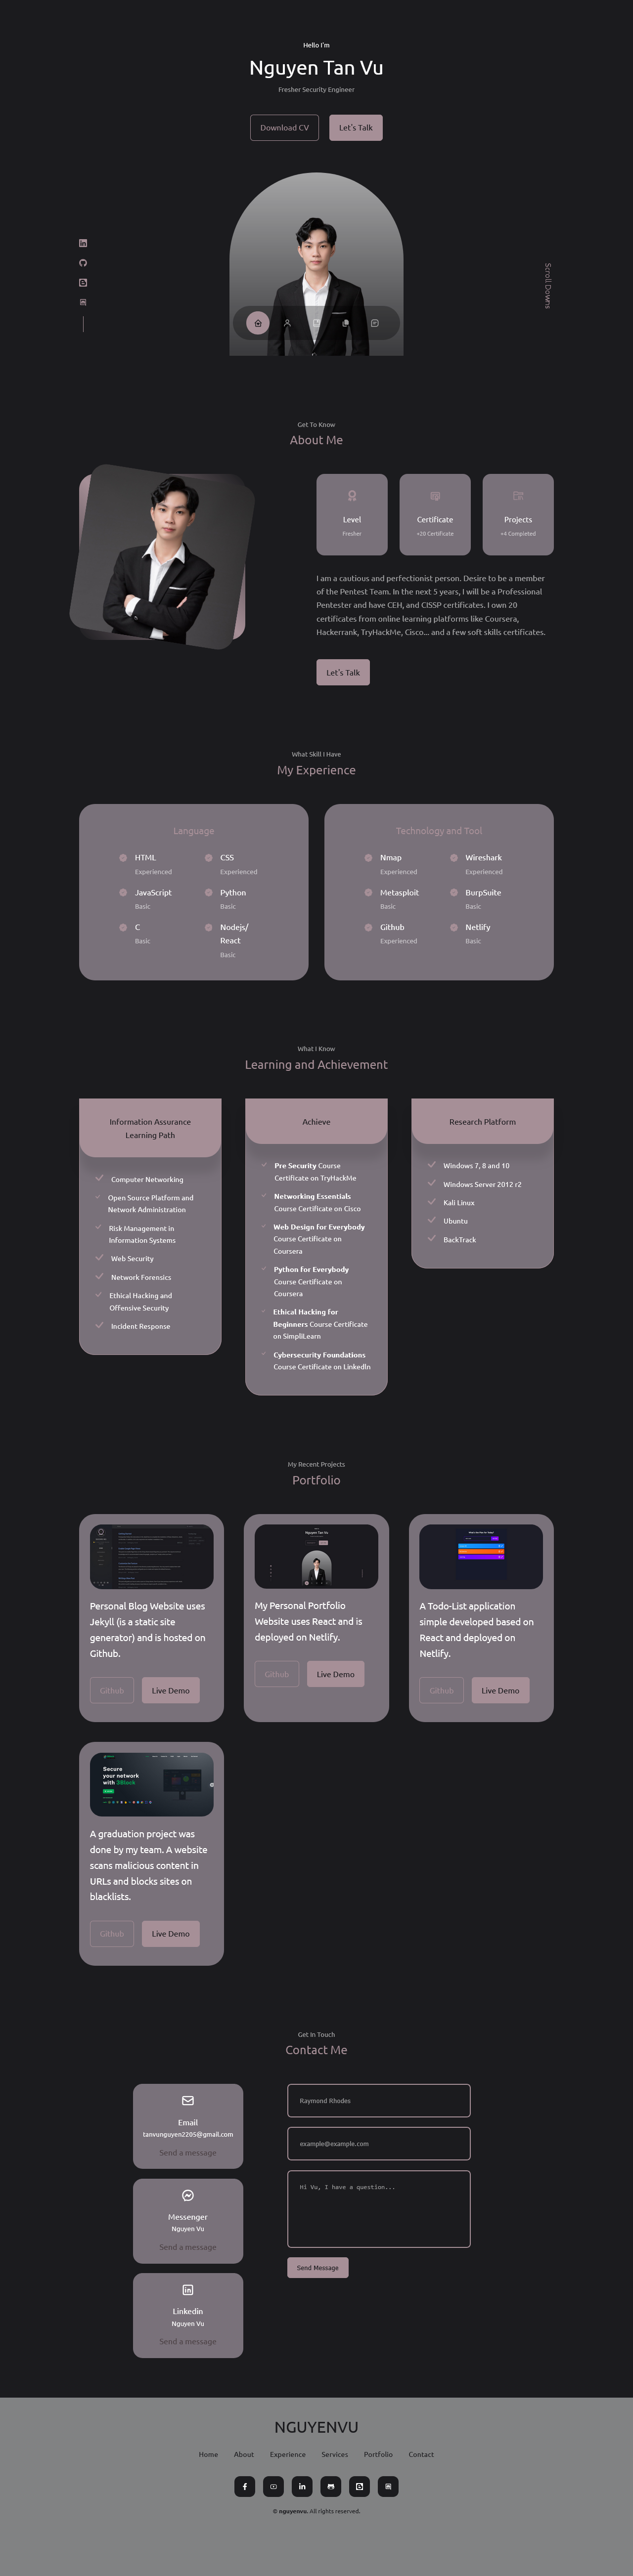 Hello I'm
Nguyen Tan Vu
Fresher Security Engineer
Download CV
Let's Talk
Scroll Downs
Get To Know
About Me
Level
Fresher
Certificate
+20 Certificate
Projects
+4 Completed
I am a cautious and perfectionist person. Desire to be a member
of the Pentest Team. In the next 5 years, I will be a Professional
Pentester and have CEH, and CISSP certificates. I own 20
certificates from online learning platforms like Coursera,
Hackerrank, TryHackMe, Cisco... and a few soft skills certificates.
Let's Talk
What Skill I Have
My Experience
Language
HTML
Experienced
CSS
Experienced
JavaScript
Basic
Python
Basic
C
Basic
Nodejs/
React
Basic
Technology and Tool
Nmap
Experienced
Wireshark
Experienced
Metasploit
Basic
BurpSuite
Basic
Github
Experienced
Netlify
Basic
What I Know
Learning and Achievement
Information Assurance
Learning Path
Computer Networking
Open Source Platform and
Network Administration
Risk Management in
Information Systems
Web Security
Network Forensics
Ethical Hacking and
Offensive Security
Incident Response
Achieve
Pre Security Course
Certificate on TryHackMe
Networking Essentials
Course Certificate on Cisco
Web Design for Everybody
Course Certificate on
Coursera
Python for Everybody
Course Certificate on
Coursera
Ethical Hacking for
Beginners Course Certificate
on SimpliLearn
Cybersecurity Foundations
Course Certificate on LinkedIn
Research Platform
Windows 7, 8 and 10
Windows Server 2012 r2
Kali Linux
Ubuntu
BackTrack
My Recent Projects
Portfolio
Personal Blog Website uses
Jekyll (is a static site
generator) and is hosted on
Github.
Github
Live Demo
Nguyen Tan Vu
My Personal Portfolio
Website uses React and is
deployed on Netlify.
Github
Live Demo
A Todo-List application
simple developed based on
React and deployed on
Netlify.
Github
Live Demo
Secure
your network
with 3Block
A graduation project was
done by my team. A website
scans malicious content in
URLs and blocks sites on
blacklists.
Github
Live Demo
Get In Touch
Contact Me
Email
tanvunguyen2205@gmail.com
Send a message
Messenger
Nguyen Vu
Send a message
Linkedin
Nguyen Vu
Send a message
Raymond Rhodes
example@example.com
Hi Vu, I have a question...
Send Message
NGUYENVU
Home
About
Experience
Services
Portfolio
Contact
© nguyenvu. All rights reserved.